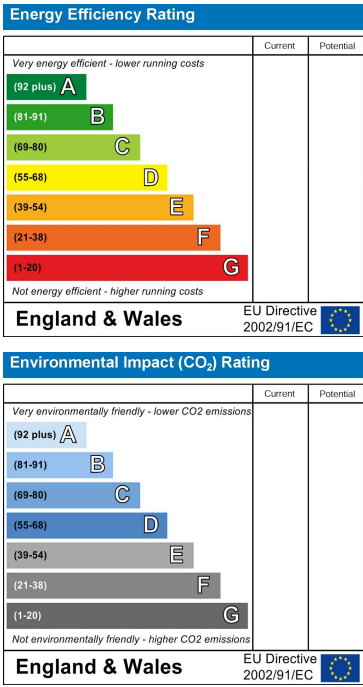 Energy Efficiency Rating
Current Potential
Very energy efficient - lower running costs
(92 plus) A
(81-91) B
(69-80) C
(55-68) D
(39-54) E
(21-38) F
(1-20) G
Not energy efficient - higher running costs
England & Wales
EU Directive
2002/91/EC
Environmental Impact (CO₂) Rating
Current Potential
Very environmentally friendly - lower CO2 emissions
(92 plus) A
(81-91) B
(69-80) C
(55-68) D
(39-54) E
(21-38) F
(1-20) G
Not environmentally friendly - higher CO2 emissions
England & Wales
EU Directive
2002/91/EC